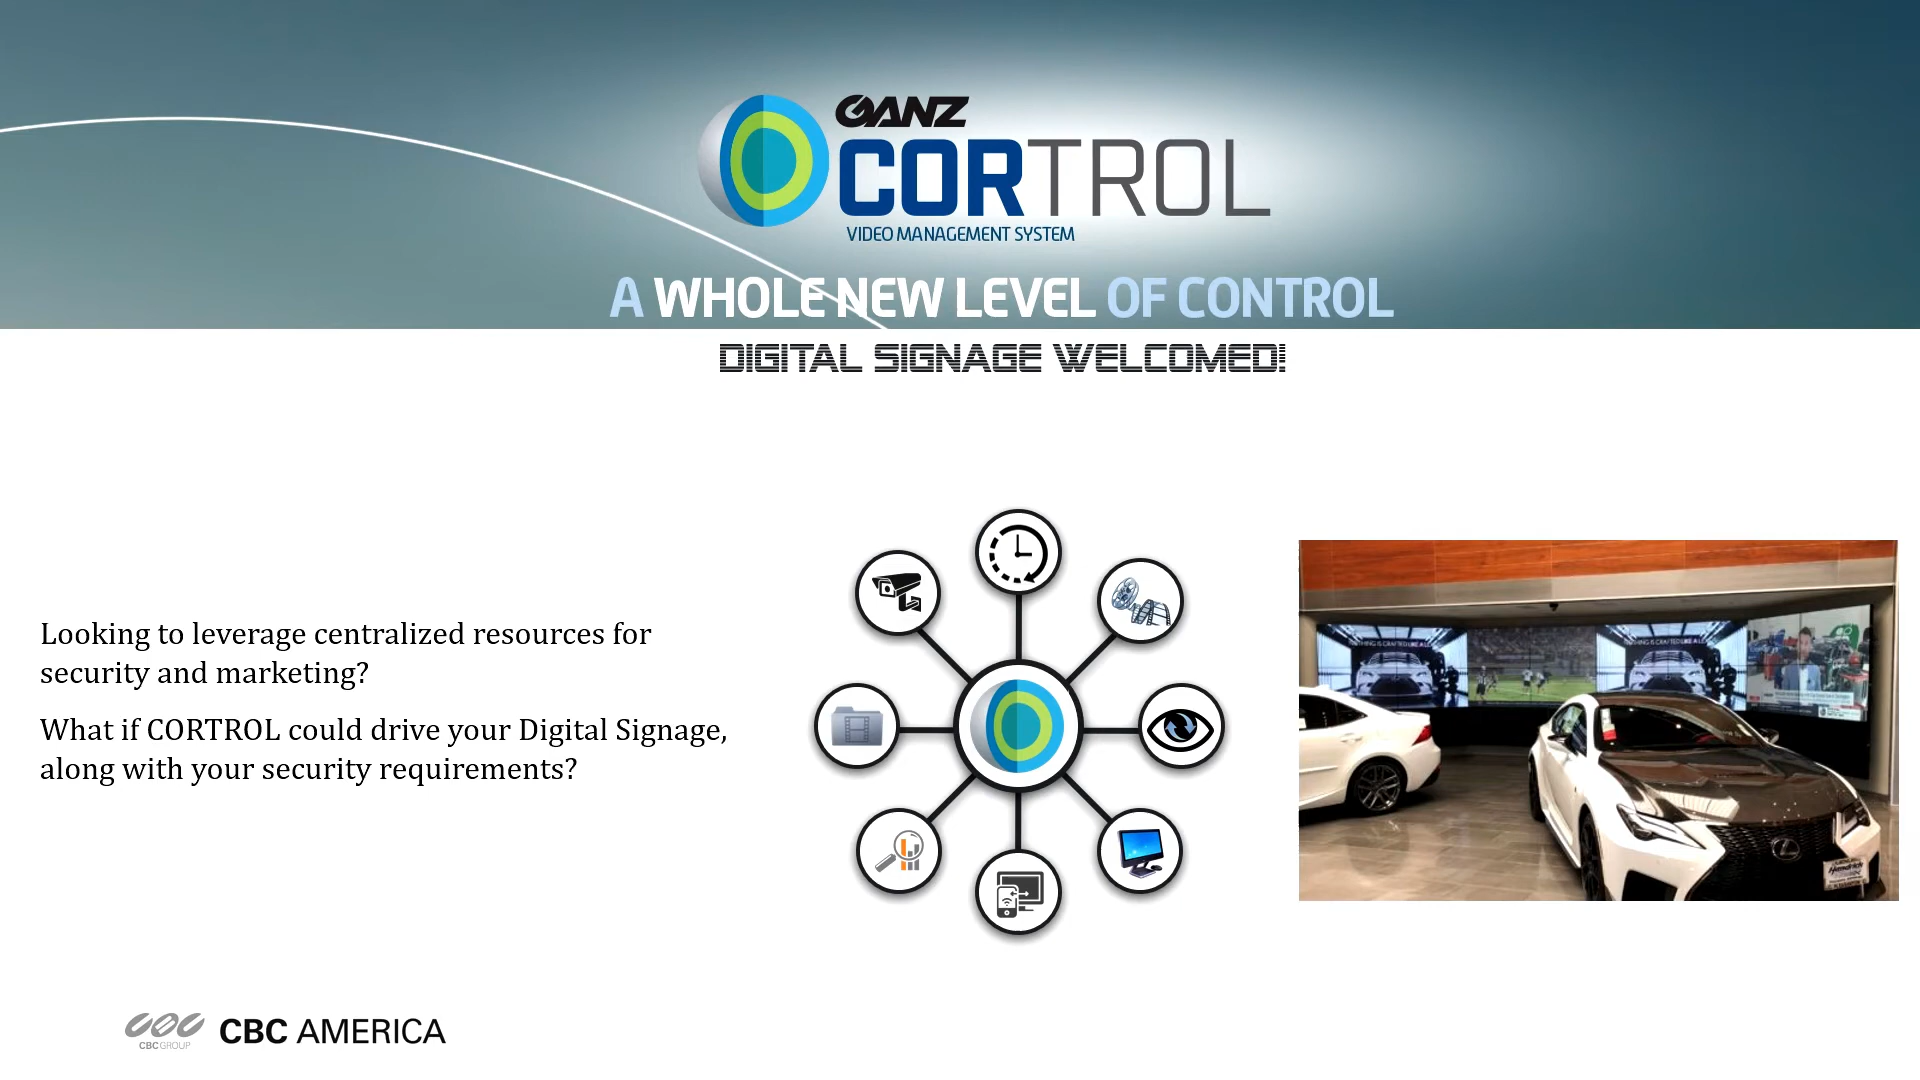 GANZ
CORTROL
VIDEO MANAGEMENT SYSTEM
A WHOLE NEW LEVEL OF CONTROL
DIGITAL SIGNAGE WELCOMED!
Looking to leverage centralized resources for
security and marketing?
What if CORTROL could drive your Digital Signage,
along with your security requirements?
Hendrick
CBC GROUP
CBC AMERICA